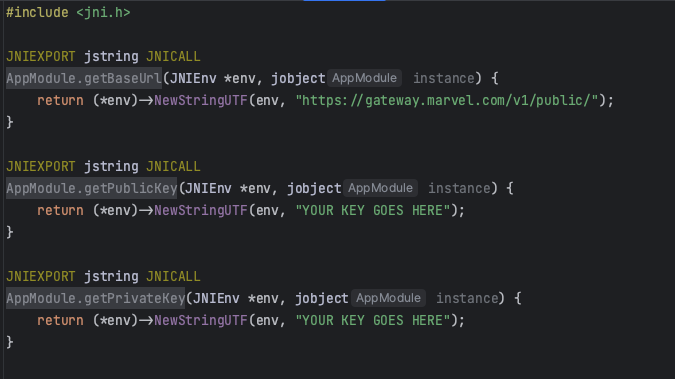 #include <jni.h>
JNIEXPORT jstring JNICALL
AppModule.getBaseUrl(JNIEnv *env, jobject AppModule instance) {
return (*env)->NewStringUTF(env, "https://gateway.marvel.com/v1/public/");
}
JNIEXPORT jstring JNICALL
AppModule.getPublicKey(JNIEnv *env, jobject AppModule instance) {
return (*env)->NewStringUTF(env, "YOUR KEY GOES HERE");
}
JNIEXPORT jstring JNICALL
AppModule.getPrivateKey(JNIEnv *env, jobject AppModule instance) {
return (*env)->NewStringUTF(env, "YOUR KEY GOES HERE");
}